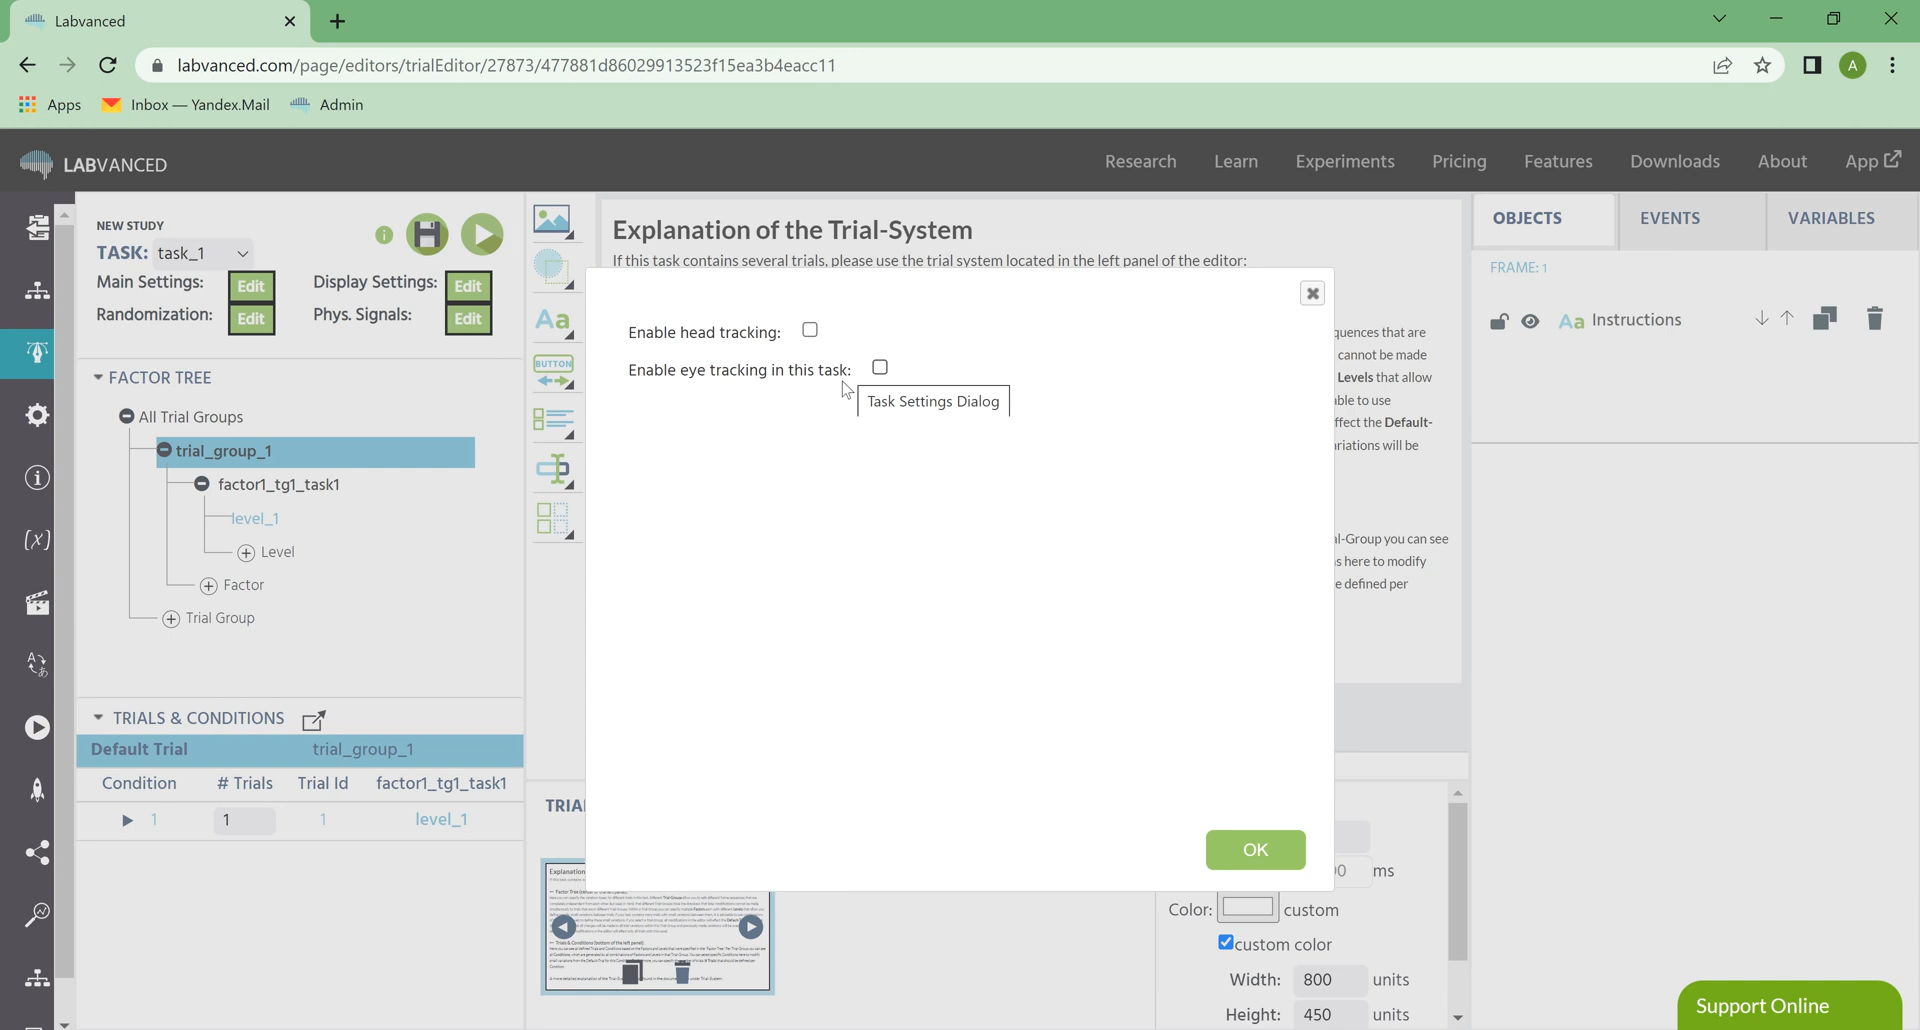 Labvanced
labvanced.com/page/editors/trialEditor/27873/477881d86029913523f15ea3b4eacc11
A
Apps
Inbox — Yandex.Mail
Admin
LABVANCED
Research
Learn
Experiments
Pricing
Features
Downloads
About
App
NEW STUDY
TASK: task_1
Main Settings: Edit
Display Settings: Edit
Randomization: Edit
Phys. Signals: Edit
FACTOR TREE
All Trial Groups
trial_group_1
factor1_tg1_task1
level_1
Level
Factor
Trial Group
TRIALS & CONDITIONS
Default Trial trial_group_1
Condition # Trials Trial Id factor1_tg1_task1
1 1 1 level_1
Aa
BUTTON
Explanation of the Trial-System
If this task contains several trials, please use the trial system located in the left panel of the editor:
quences that are
cannot be made
Levels that allow
able to use
ffect the Default-
ariations will be
al-Group you can see
s here to modify
e defined per
Enable head tracking:
Enable eye tracking in this task:
Task Settings Dialog
OK
TRIA
Explanation
ms
Color: custom
custom color
Width: 800 units
Height: 450 units
OBJECTS
EVENTS
VARIABLES
FRAME: 1
Aa Instructions
Support Online